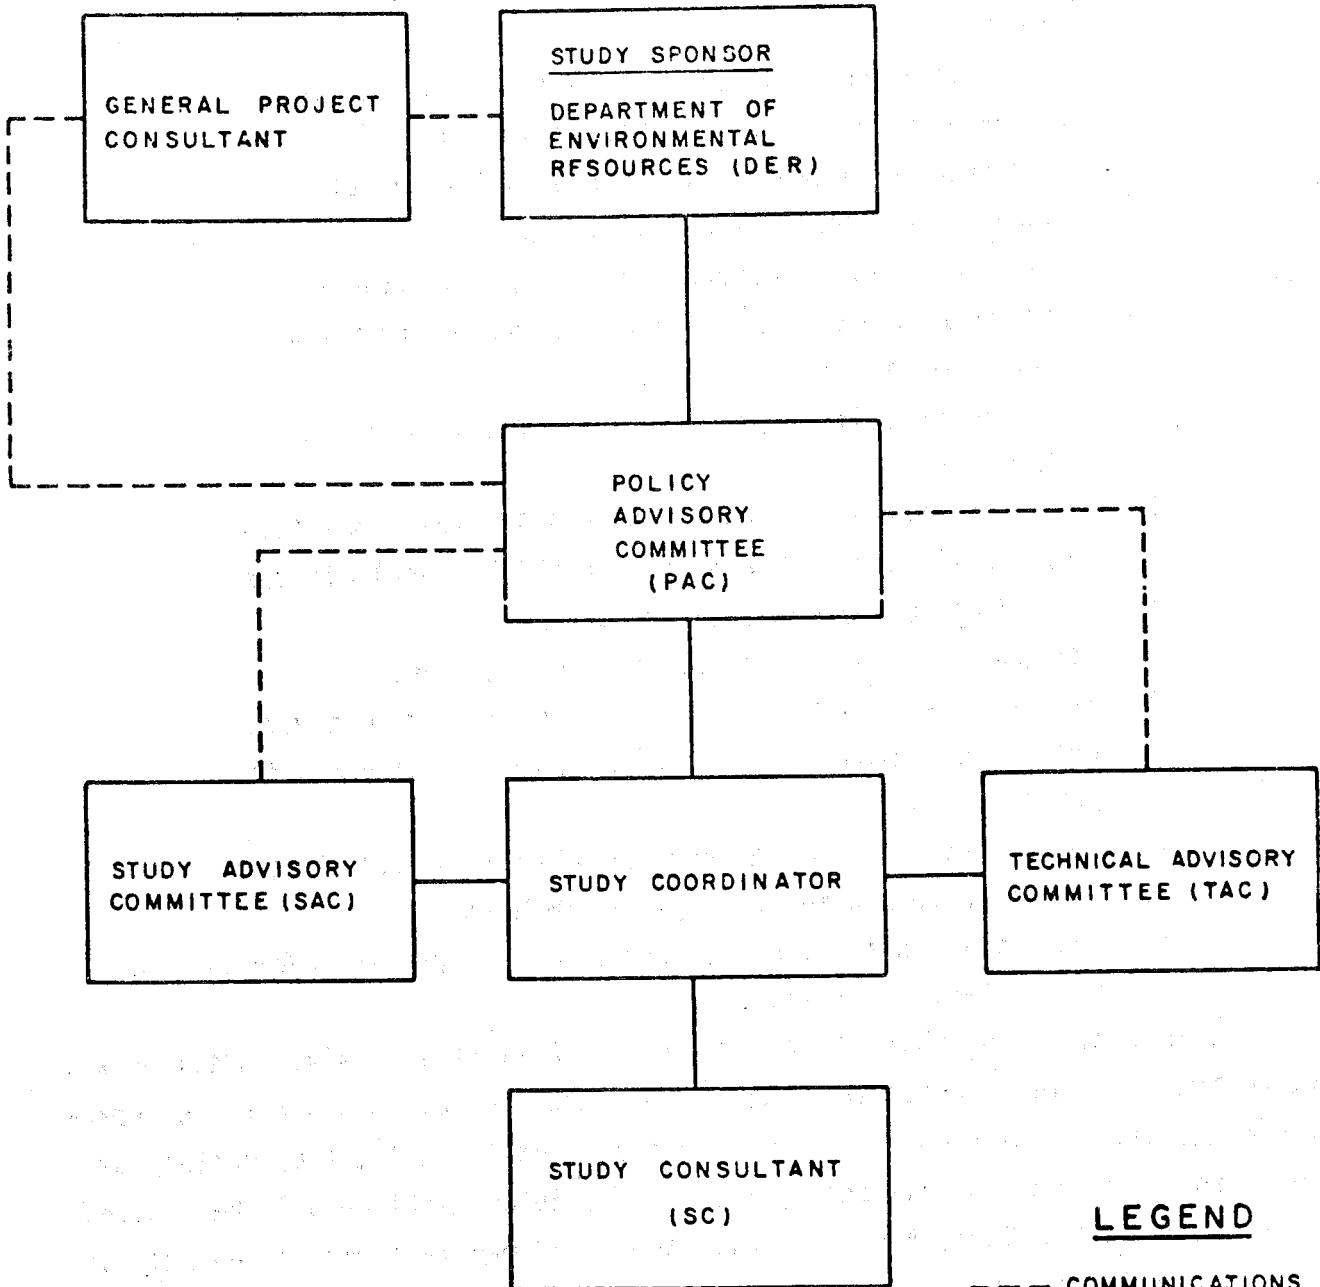 GENERAL PROJECT
CONSULTANT
STUDY SPONSOR
DEPARTMENT OF
ENVIRONMENTAL
RESOURCES (DER)
POLICY
ADVISORY
COMMITTEE
(PAC)
STUDY ADVISORY
COMMITTEE (SAC)
STUDY COORDINATOR
TECHNICAL ADVISORY
COMMITTEE (TAC)
STUDY CONSULTANT
(SC)
LEGEND
COMMUNICATIONS